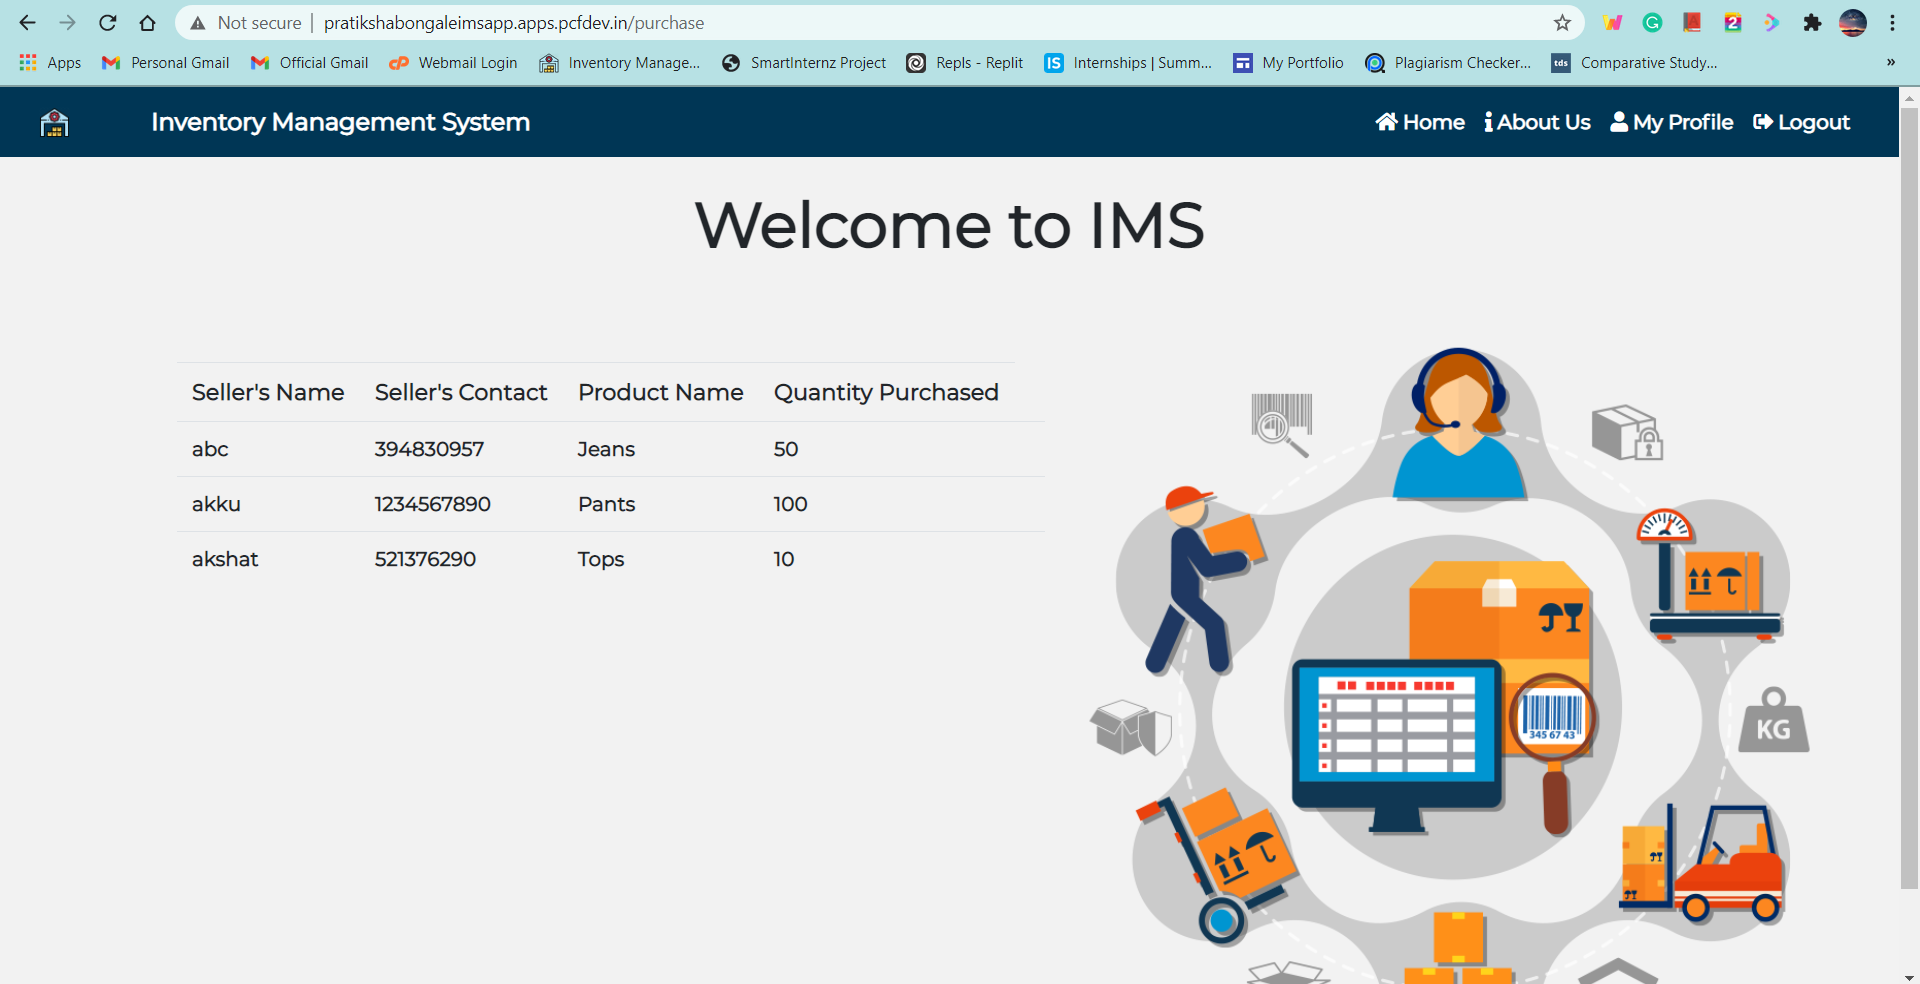 Not secure | pratikshabongaleimsapp.apps.pcfdev.in/purchase
Apps Personal Gmail Official Gmail Webmail Login Inventory Manage... SmartInternz Project Repls - Replit Internships | Summ... My Portfolio Plagiarism Checker... tds Comparative Study... »
Inventory Management System Home About Us My Profile Logout
Welcome to IMS
Seller's Name Seller's Contact Product Name Quantity Purchased
abc 394830957 Jeans 50
akku 1234567890 Pants 100
akshat 521376290 Tops 10
KG
345 67 43